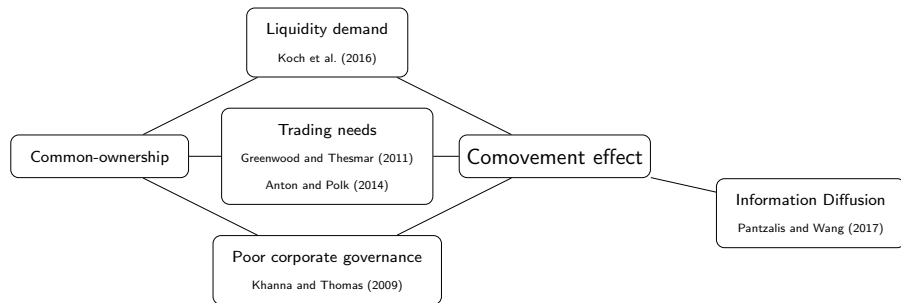 Liquidity demand
Koch et al. (2016)
Trading needs
Greenwood and Thesmar (2011)
Anton and Polk (2014)
Common-ownership
Comovement effect
Information Diffusion
Pantzalis and Wang (2017)
Poor corporate governance
Khanna and Thomas (2009)